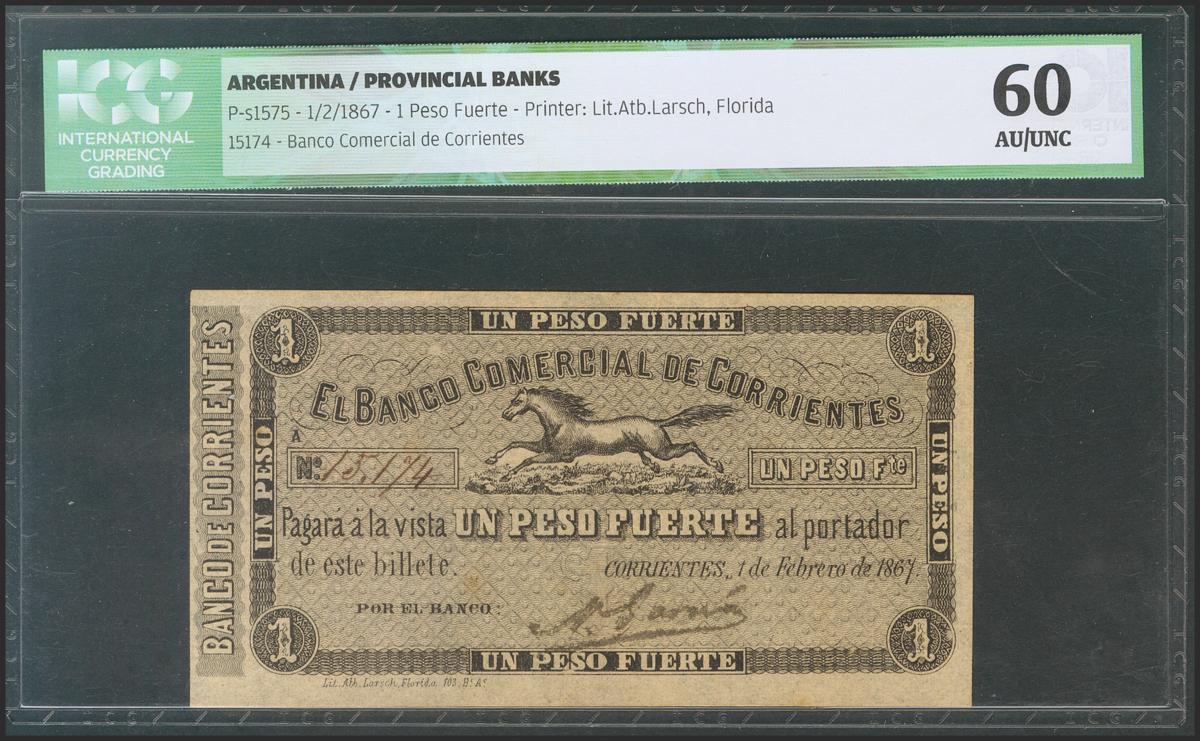 ICG
INTERNATIONAL
CURRENCY
GRADING
ARGENTINA / PROVINCIAL BANKS
P-s1575 - 1/2/1867 - 1 Peso Fuerte - Printer: Lit.Atb.Larsch, Florida
15174 - Banco Comercial de Corrientes
60
AU/UNC
BANCO DE CORRIENTES
1
UN PESO FUERTE
1
EL BANCO COMERCIAL DE CORRIENTES
UN PESO
A
Nº 15174
UN PESO Fte
UN PESO
Pagará á la vista UN PESO FUERTE al portador
de este billete.
CORRIENTES, 1 de Febrero de 1867.
POR EL BANCO:
1
UN PESO FUERTE
1
Lit. Atb. Larsch, Florida. 103. Bs. As.